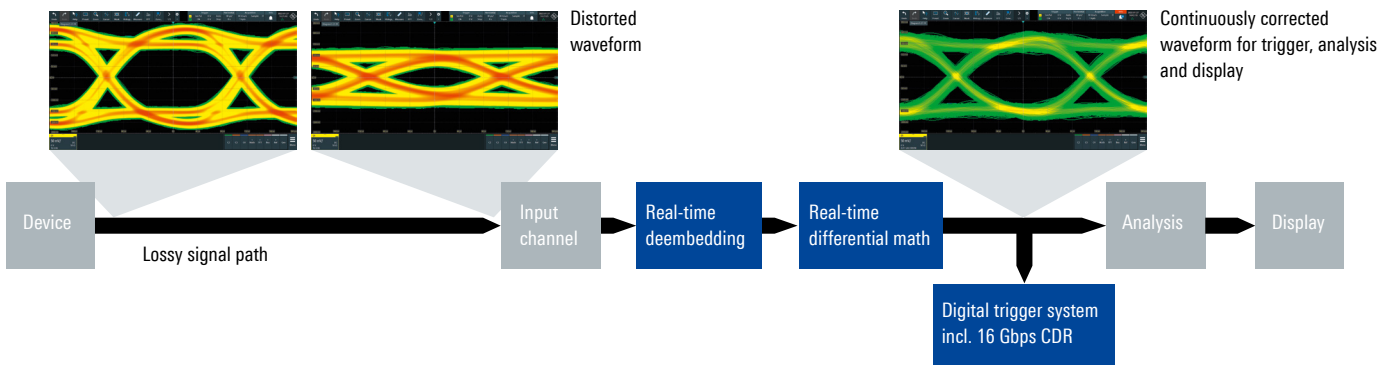 Distorted
waveform
Continuously corrected
waveform for trigger, analysis
and display
Device
Lossy signal path
Input
channel
Real-time
deembedding
Real-time
differential math
Analysis
Display
Digital trigger system
incl. 16 Gbps CDR